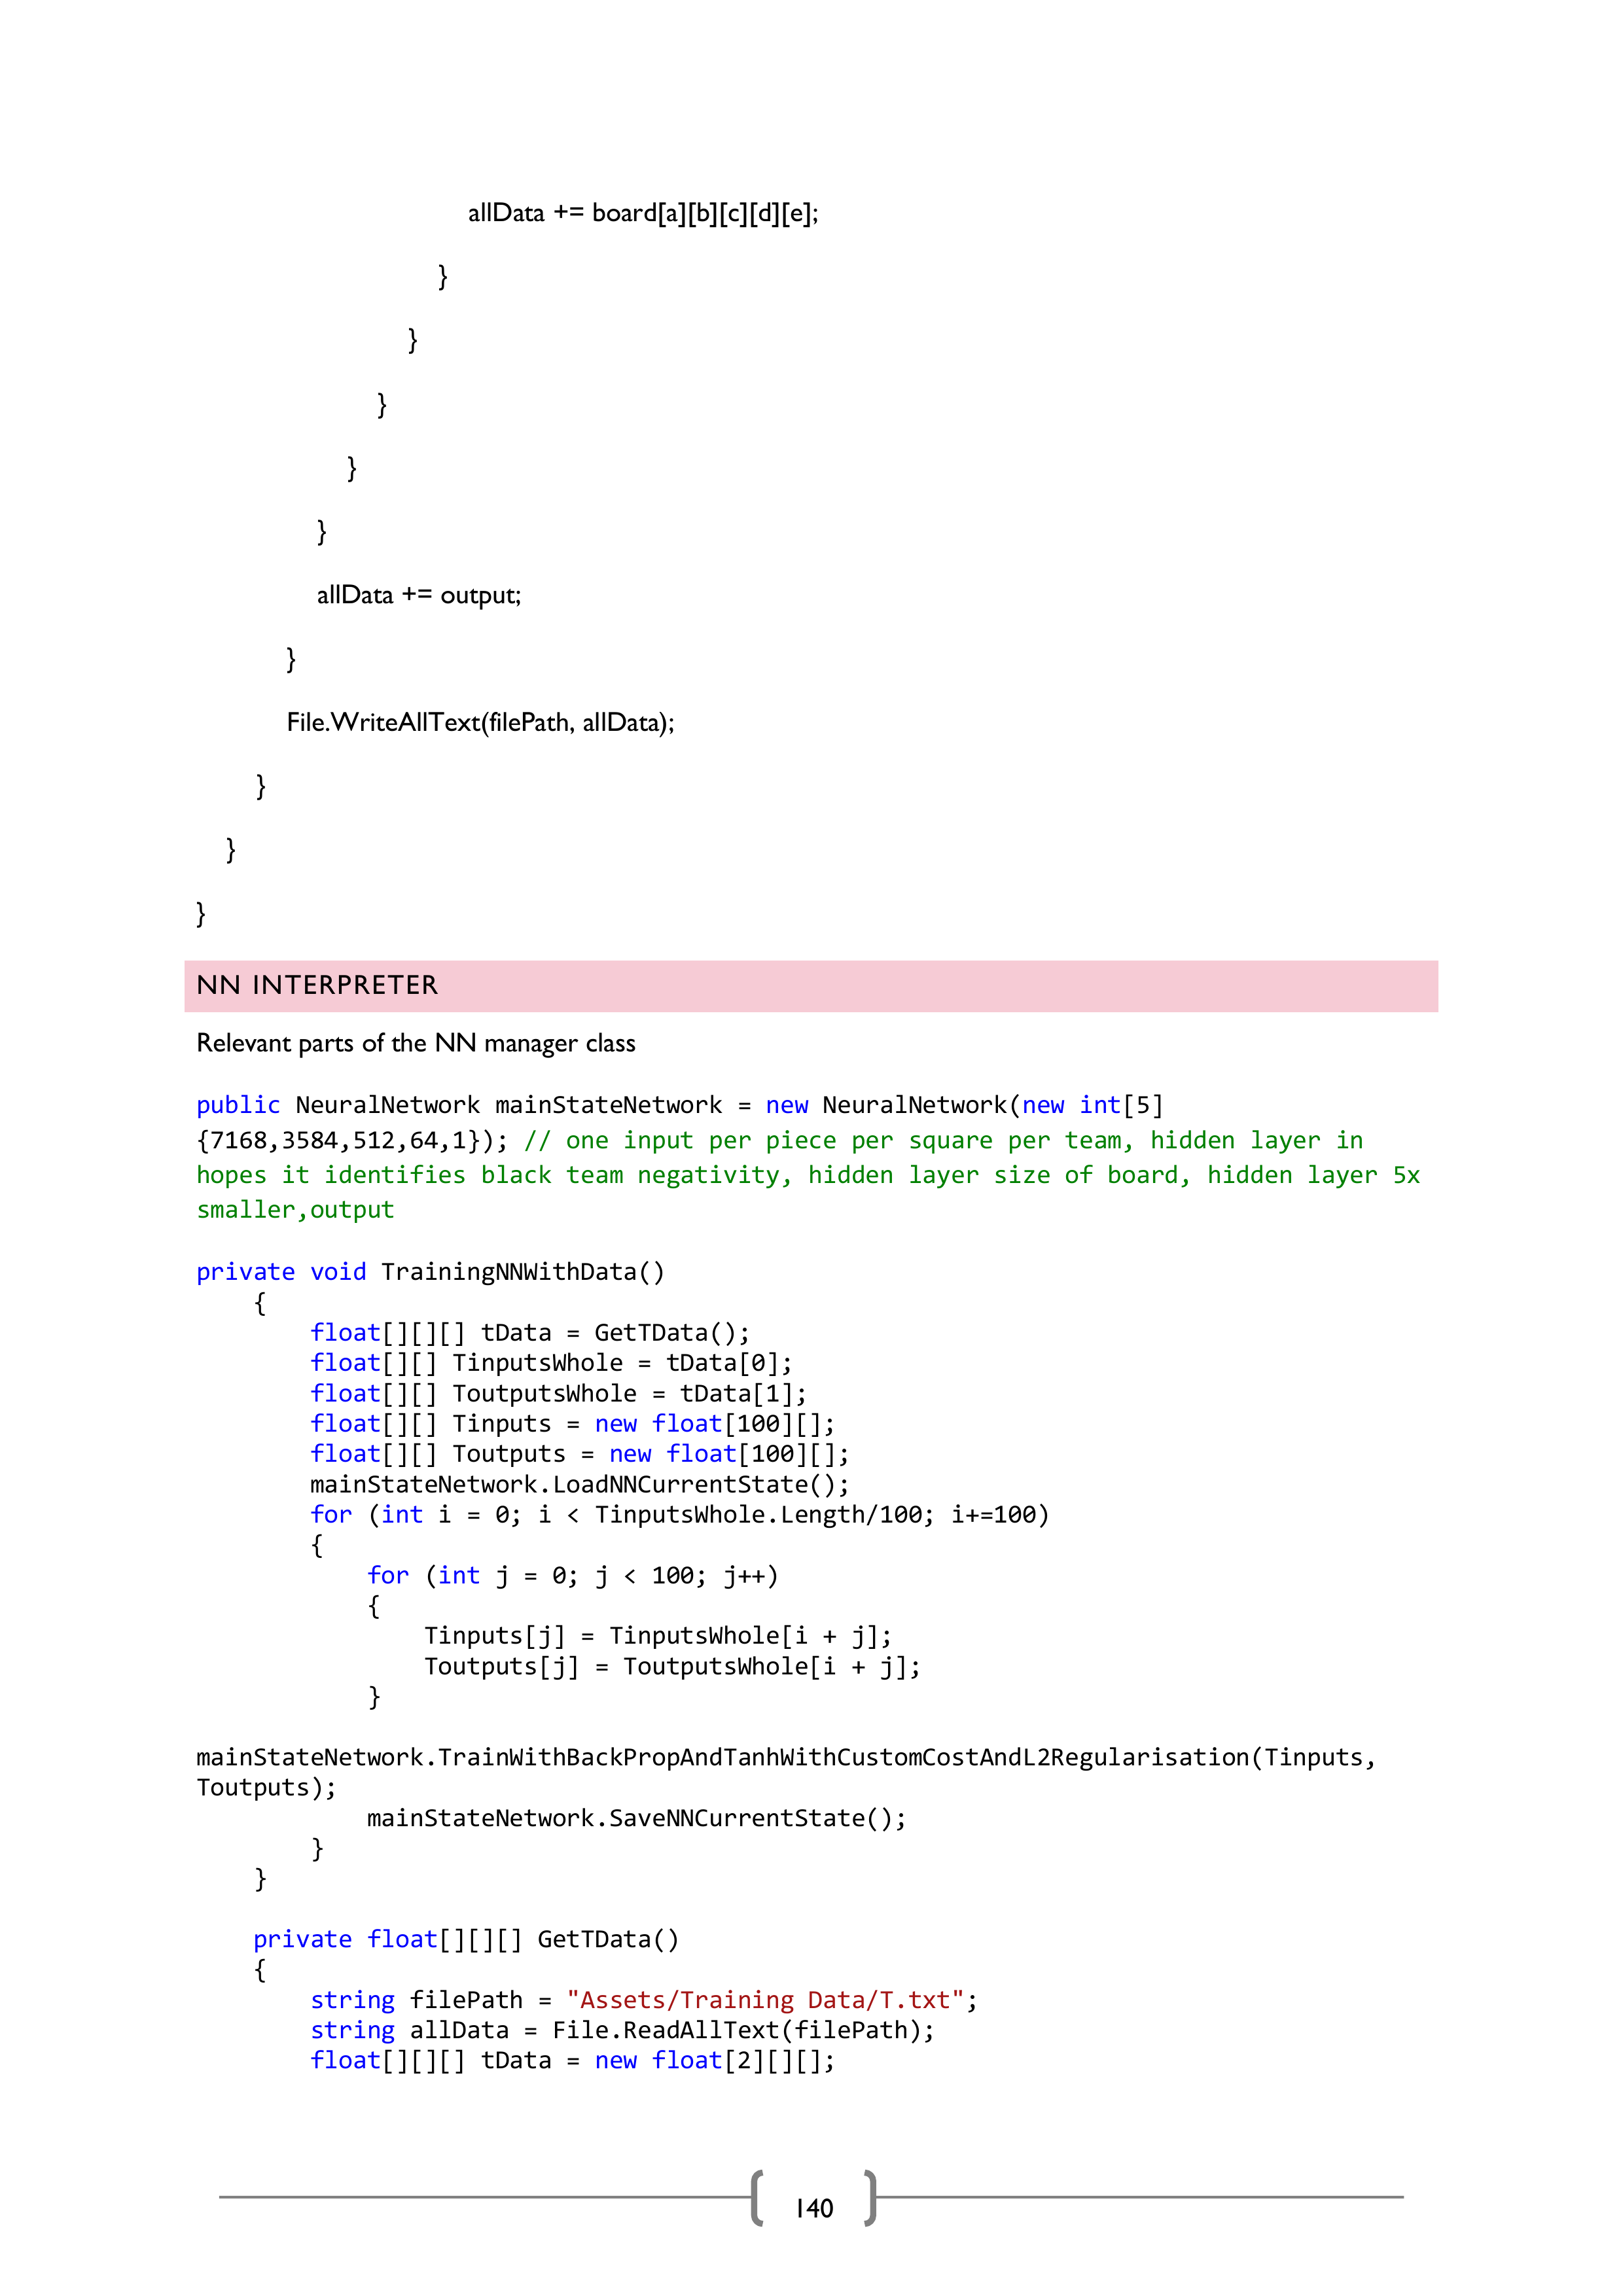 allData += board[a][b][c][d][e];
}
}
}
}
}
allData += output;
}
File.WriteAllText(filePath, allData);
}
}
}
NN INTERPRETER
Relevant parts of the NN manager class
public NeuralNetwork mainStateNetwork = new NeuralNetwork(new int[5]
{7168,3584,512,64,1}); // one input per piece per square per team, hidden layer in
hopes it identifies black team negativity, hidden layer size of board, hidden layer 5x
smaller,output
private void TrainingNNWithData()
{
float[][][] tData = GetTData();
float[][] TinputsWhole = tData[0];
float[][] ToutputsWhole = tData[1];
float[][] Tinputs = new float[100][];
float[][] Toutputs = new float[100][];
mainStateNetwork.LoadNNCurrentState();
for (int i = 0; i < TinputsWhole.Length/100; i+=100)
{
for (int j = 0; j < 100; j++)
{
Tinputs[j] = TinputsWhole[i + j];
Toutputs[j] = ToutputsWhole[i + j];
}
mainStateNetwork.TrainWithBackPropAndTanhWithCustomCostAndL2Regularisation(Tinputs,
Toutputs);
mainStateNetwork.SaveNNCurrentState();
}
}
private float[][][] GetTData()
{
string filePath = "Assets/Training Data/T.txt";
string allData = File.ReadAllText(filePath);
float[][][] tData = new float[2][][];
140